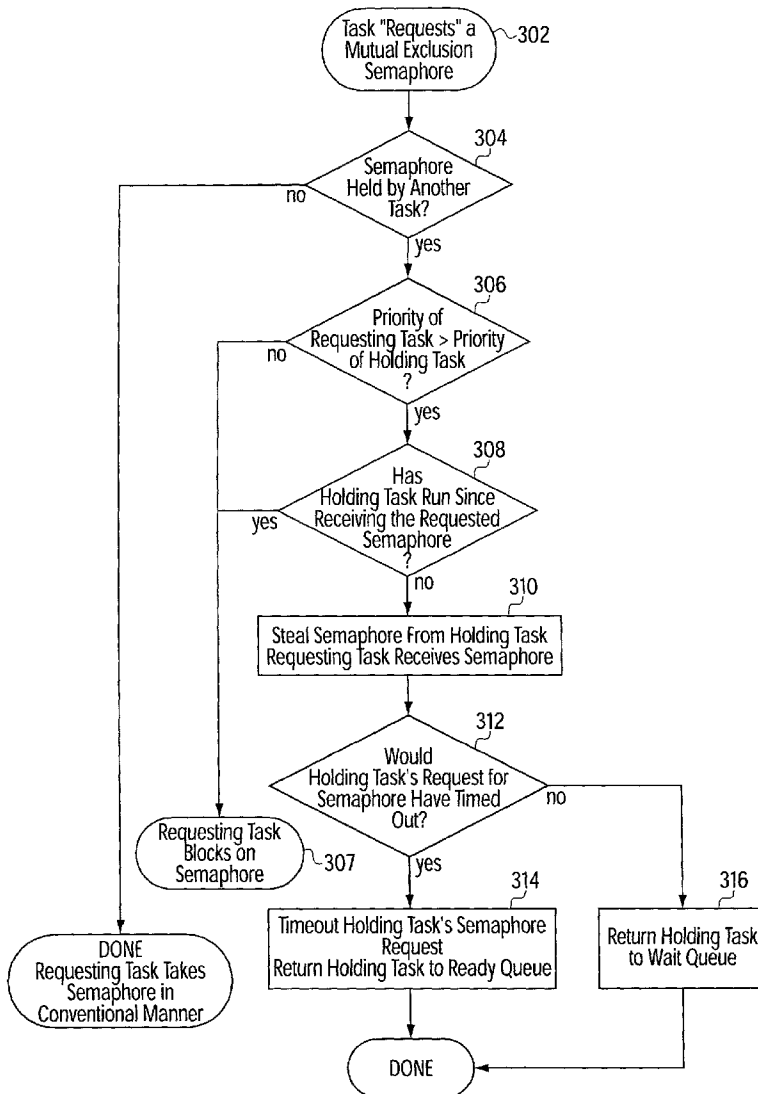 Task "Requests" a
Mutual Exclusion
Semaphore
302
304
Semaphore
Held by Another
Task?
no
yes
306
Priority of
Requesting Task > Priority
of Holding Task
?
no
yes
308
Has
Holding Task Run Since
Receiving the Requested
Semaphore
?
yes
no
310
Steal Semaphore From Holding Task
Requesting Task Receives Semaphore
312
Would
Holding Task's Request for
Semaphore Have Timed
Out?
no
yes
Requesting Task
Blocks on
Semaphore
307
314
Timeout Holding Task's Semaphore
Request
Return Holding Task to Ready Queue
316
Return Holding Task
to Wait Queue
DONE
Requesting Task Takes
Semaphore in
Conventional Manner
DONE